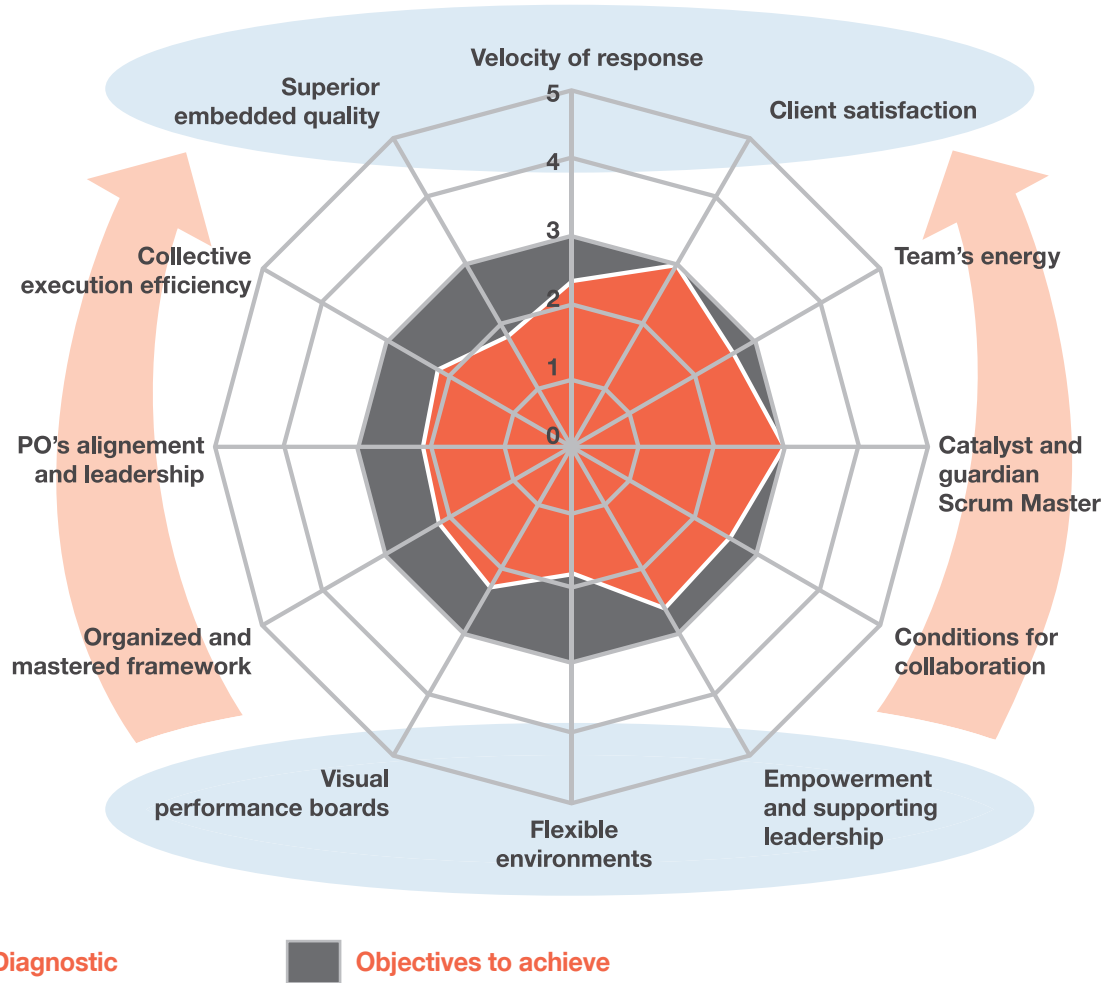 Velocity of response
Superior
embedded quality
Client satisfaction
5
4
3
2
1
0
Collective
execution efficiency
Team's energy
PO's alignement
and leadership
Catalyst and
guardian
Scrum Master
Organized and
mastered framework
Conditions for
collaboration
Visual
performance boards
Flexible
environments
Empowerment
and supporting
leadership
Diagnostic
Objectives to achieve